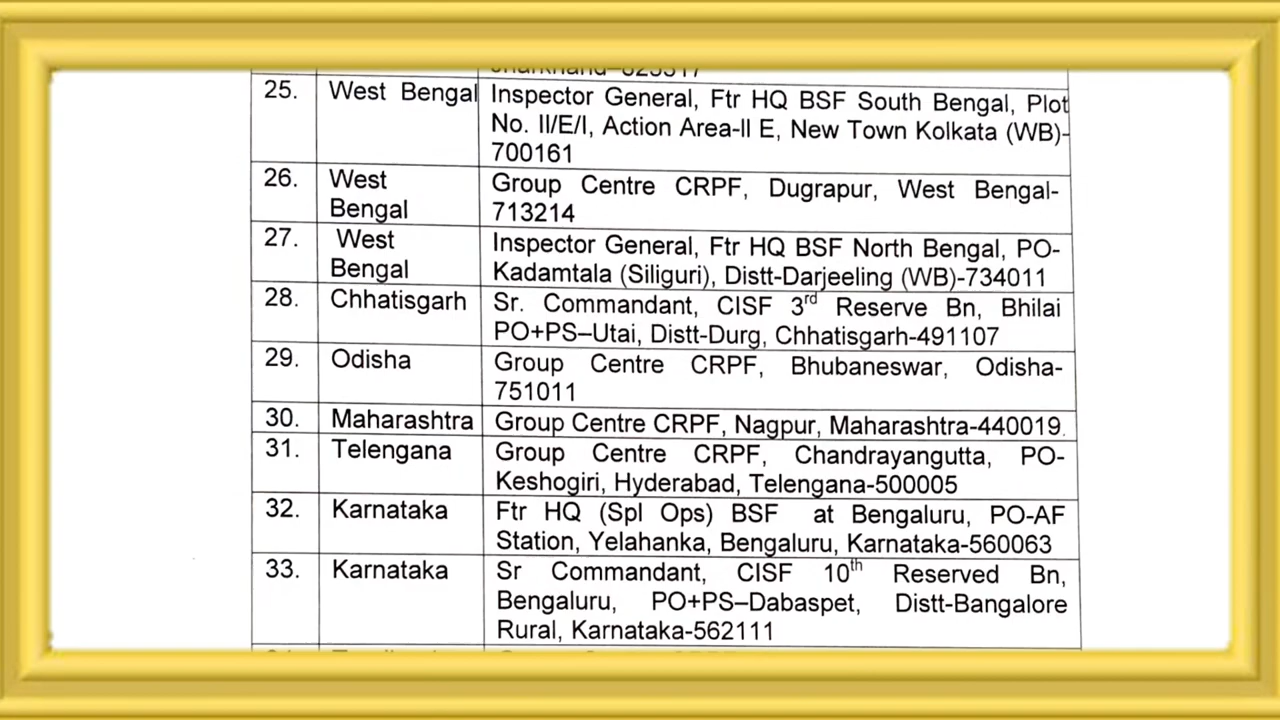 25. West Bengal Inspector General, Ftr HQ BSF South Bengal, Plot
No. II/E/I, Action Area-II E, New Town Kolkata (WB)-
700161
26. West Group Centre CRPF, Dugrapur, West Bengal-
Bengal 713214
27. West Inspector General, Ftr HQ BSF North Bengal, PO-
Bengal Kadamtala (Siliguri), Distt-Darjeeling (WB)-734011
28. Chhatisgarh Sr. Commandant, CISF 3rd Reserve Bn, Bhilai
PO+PS–Utai, Distt-Durg, Chhatisgarh-491107
29. Odisha Group Centre CRPF, Bhubaneswar, Odisha-
751011
30. Maharashtra Group Centre CRPF, Nagpur, Maharashtra-440019.
31. Telengana Group Centre CRPF, Chandrayangutta, PO-
Keshogiri, Hyderabad, Telengana-500005
32. Karnataka Ftr HQ (Spl Ops) BSF at Bengaluru, PO-AF
Station, Yelahanka, Bengaluru, Karnataka-560063
33. Karnataka Sr Commandant, CISF 10th Reserved Bn,
Bengaluru, PO+PS–Dabaspet, Distt-Bangalore
Rural, Karnataka-562111